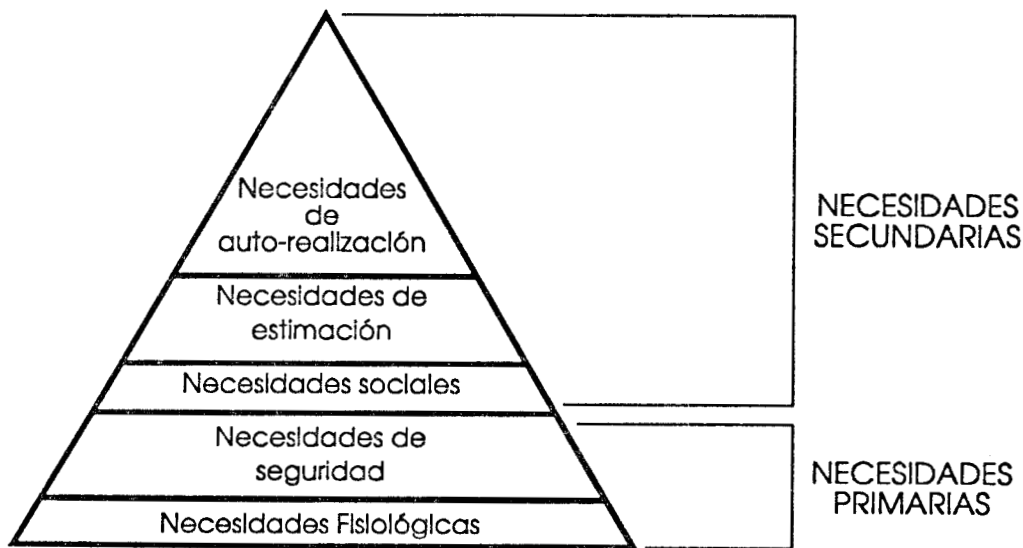 Necesidades
de
auto-realización
Necesidades de
estimación
Necesidades sociales
Necesidades de
seguridad
Necesidades Fisiológicas
NECESIDADES
SECUNDARIAS
NECESIDADES
PRIMARIAS